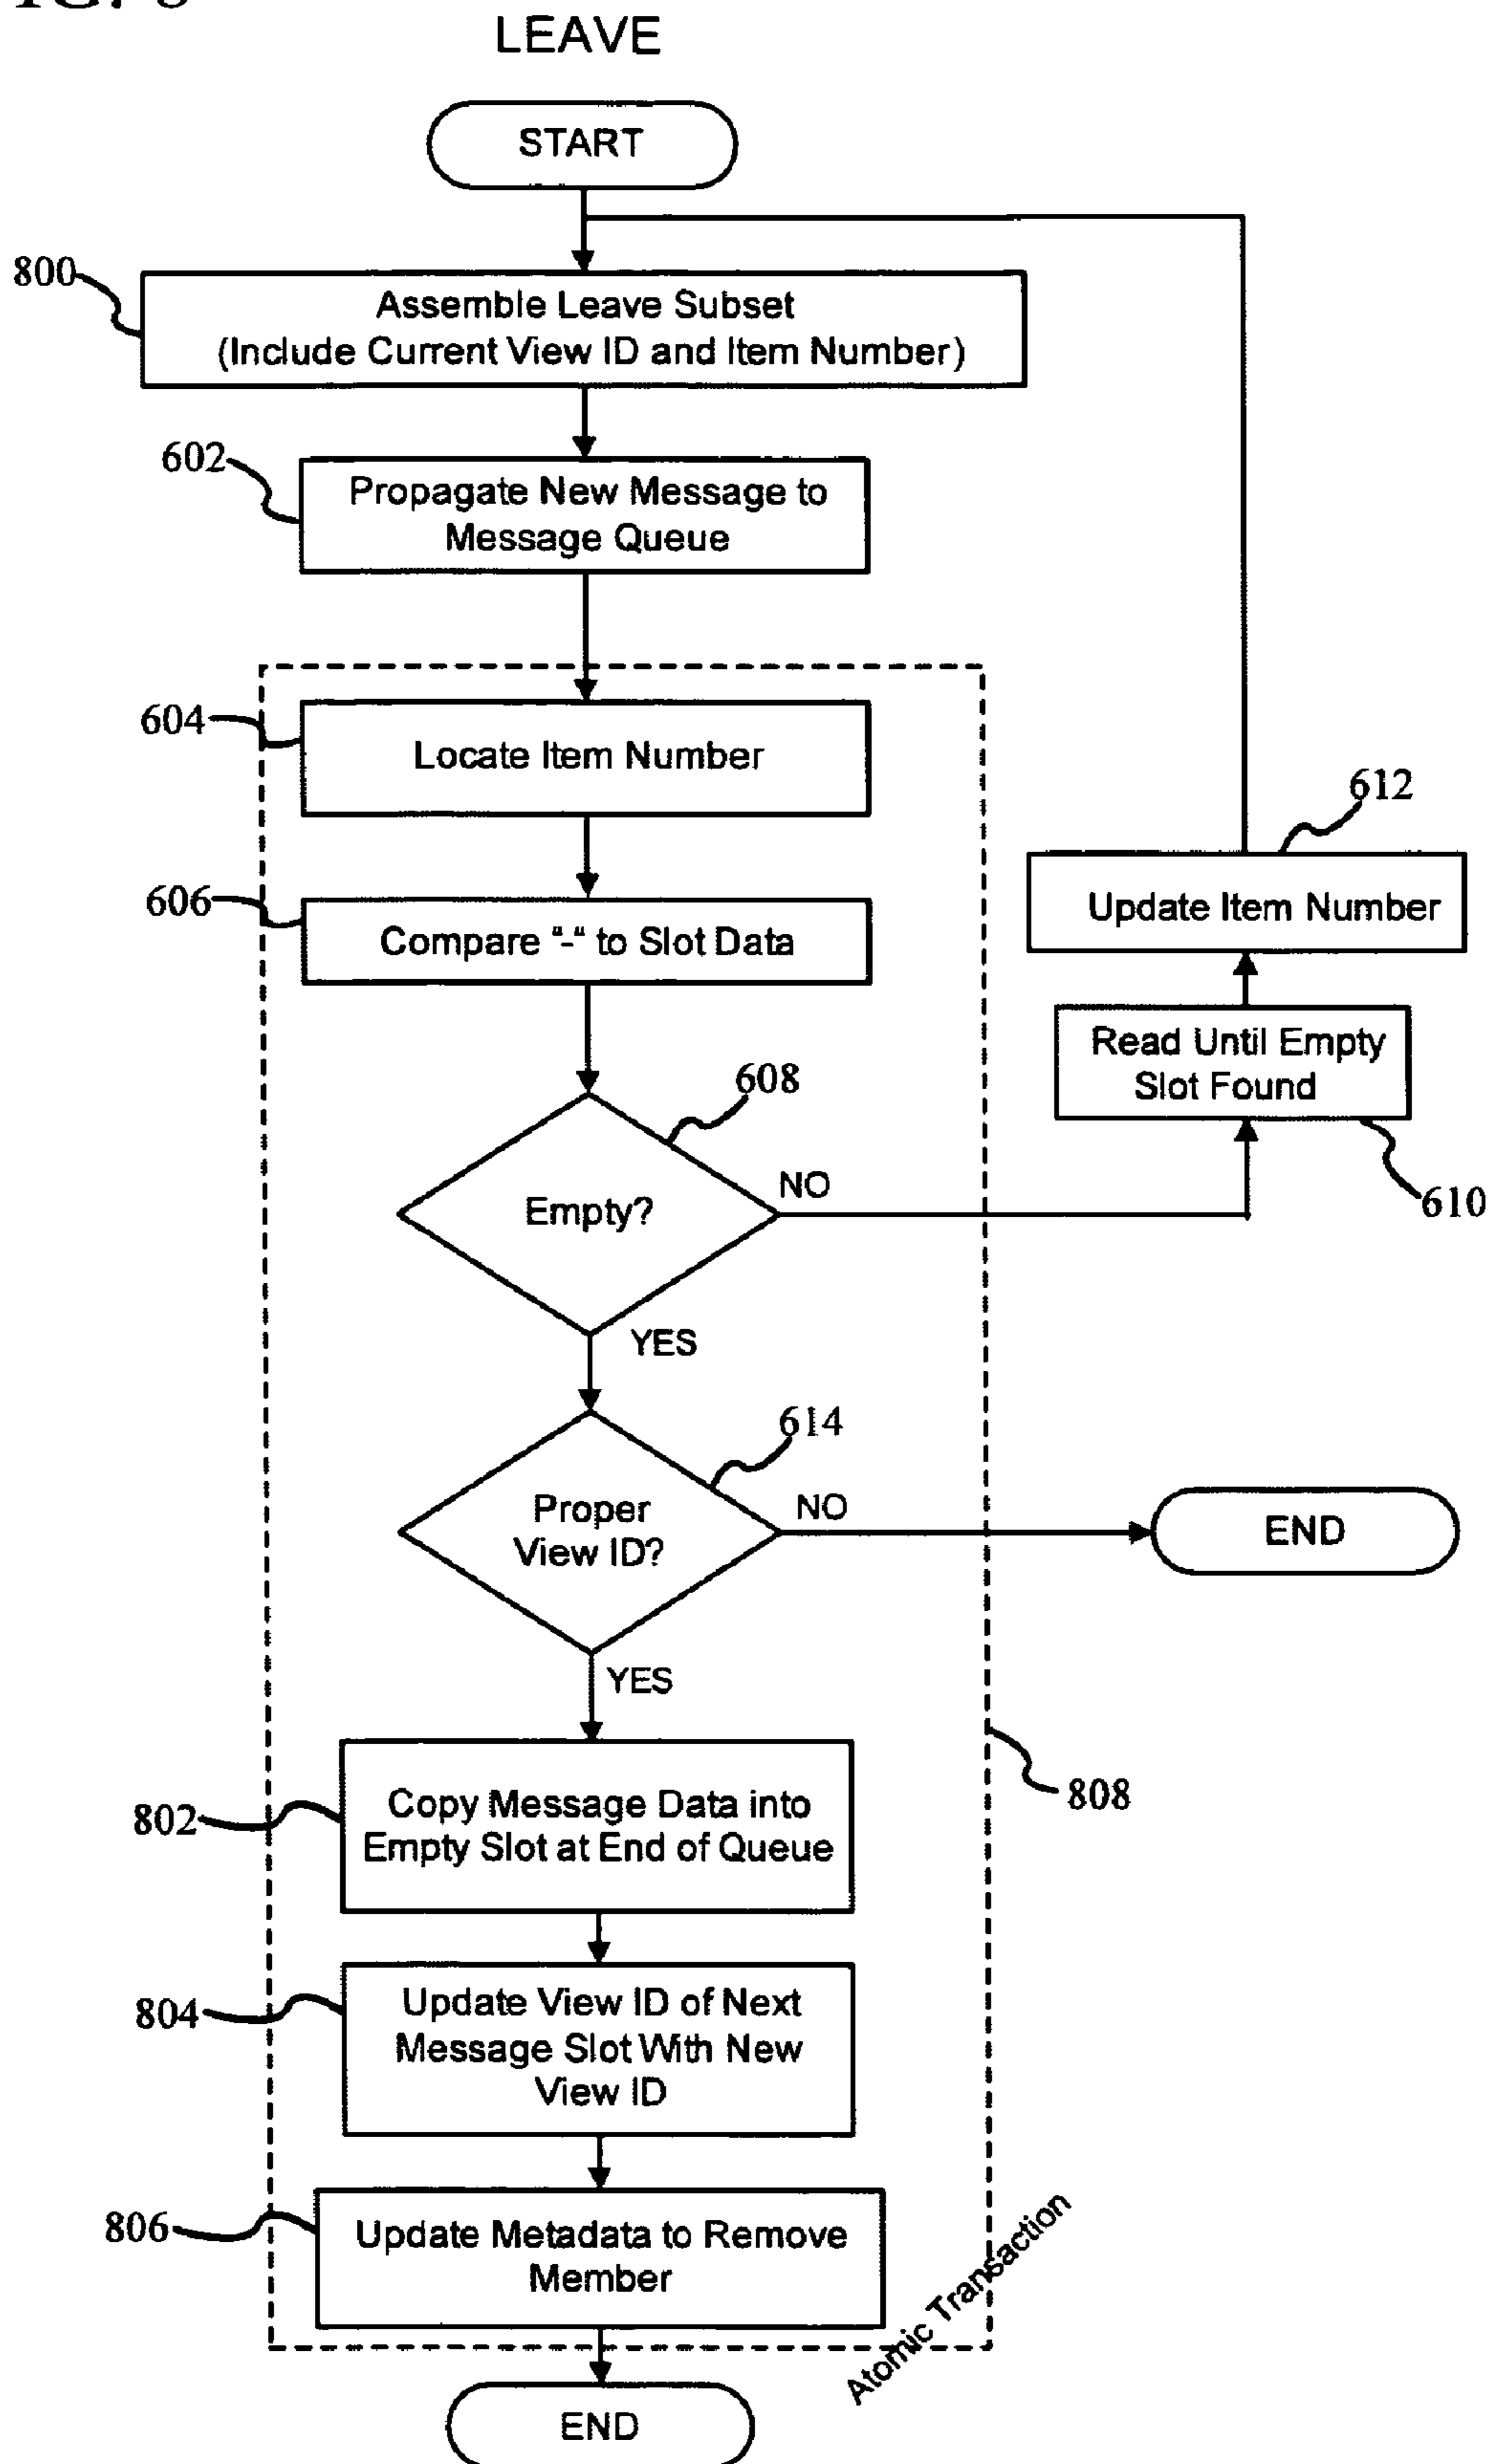 LEAVE
START
800
Assemble Leave Subset
(Include Current View ID and Item Number)
602
Propagate New Message to
Message Queue
604
Locate Item Number
612
Update Item Number
606
Compare "-" to Slot Data
Read Until Empty
Slot Found
610
608
Empty?
NO
YES
614
Proper
View ID?
NO
END
YES
808
802
Copy Message Data into
Empty Slot at End of Queue
804
Update View ID of Next
Message Slot With New
View ID
806
Update Metadata to Remove
Member
Atomic Transaction
END